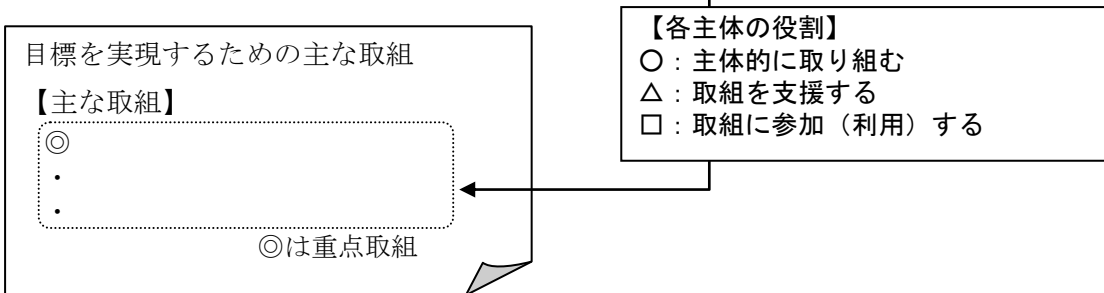 目標を実現するための主な取組
【主な取組】
◎
・
・
◎は重点取組
【各主体の役割】
○：主体的に取り組む
△：取組を支援する
□：取組に参加（利用）する